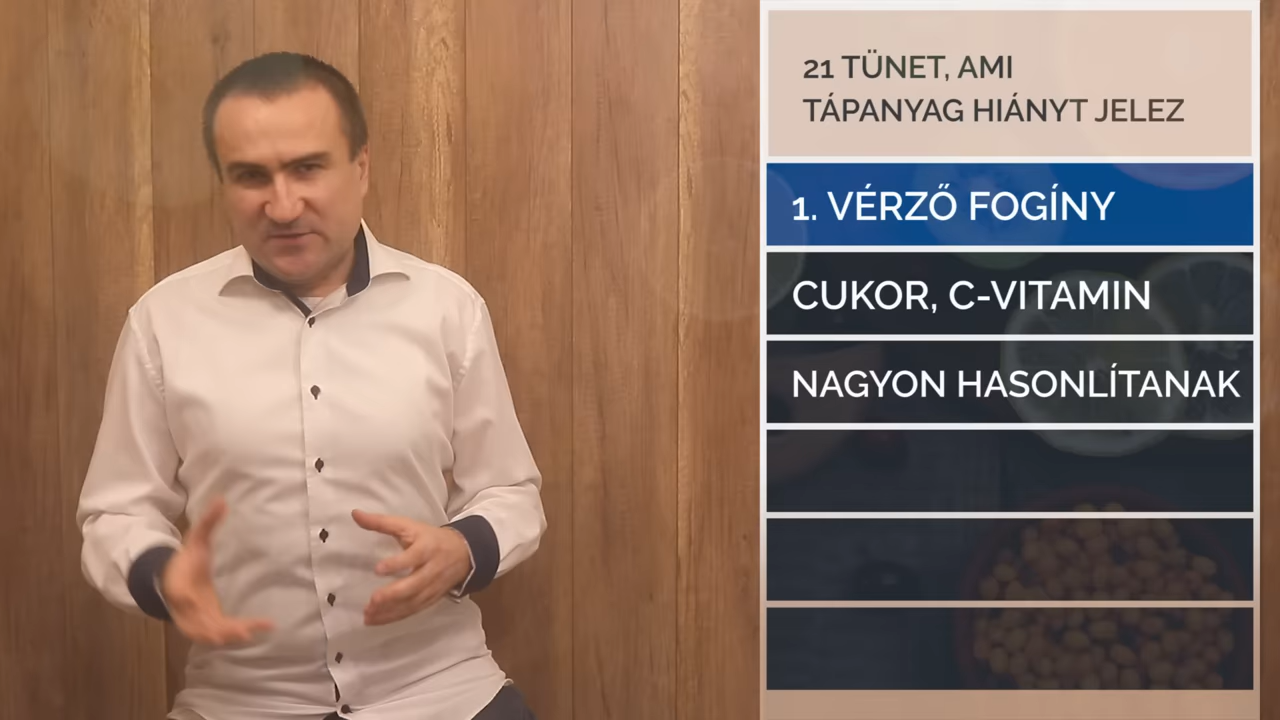 21 TÜNET, AMI
TÁPANYAG HIÁNYT JELEZ
1. VÉRZŐ FOGÍNY
CUKOR, C-VITAMIN
NAGYON HASONLÍTANAK